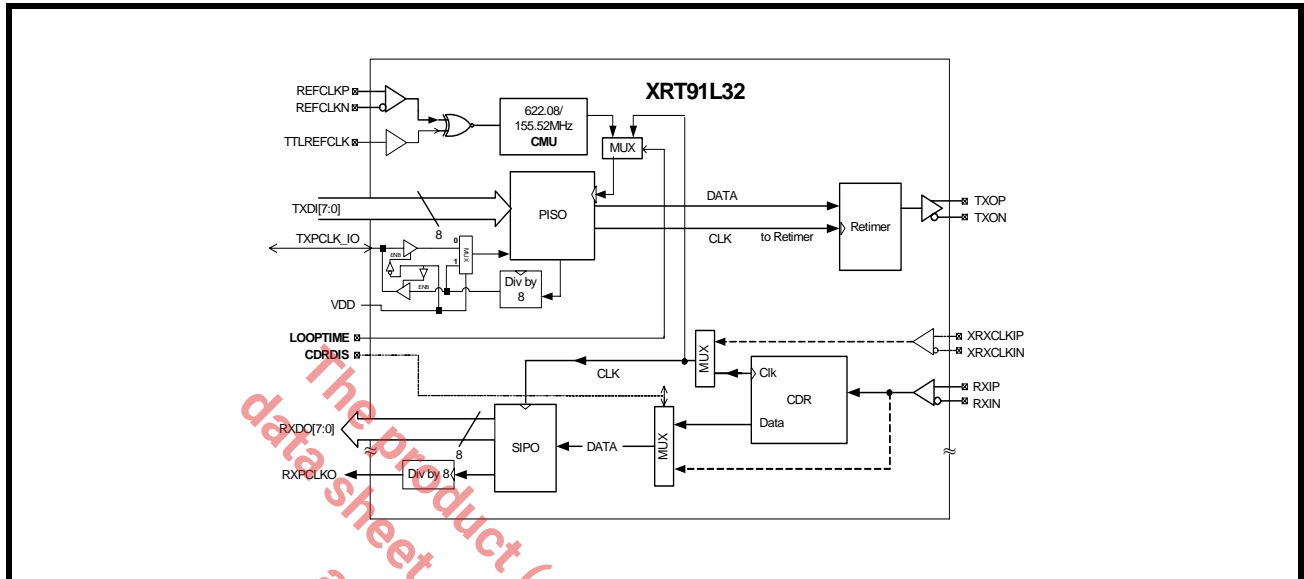 XRT91L32
REFCLKP
REFCLKN
TTLREFCLK
622.08/
155.52MHz
CMU
MUX
TXDI[7:0]
8
PISO
DATA
CLK
to Retimer
Retimer
TXOP
TXON
TXPCLK_IO
ENB
ENB
0
1
MUX
Div by
8
VDD
LOOPTIME
CDRDIS
MUX
XRXCLKIP
XRXCLKIN
CLK
Clk
CDR
Data
RXIP
RXIN
RXDO[7:0]
8
SIPO
DATA
MUX
RXPCLKO
Div by 8
The product (
data sheet